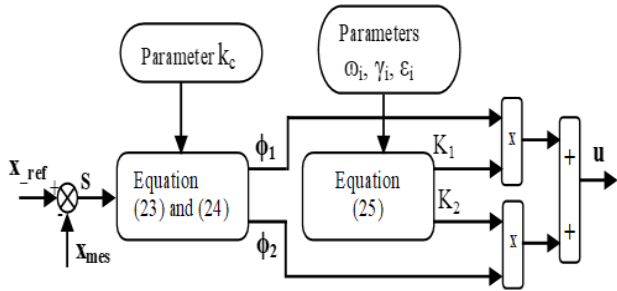 Parameter k_c
Parameters
ω_i, γ_i, ε_i
x_ref
+
-
S
x_mes
Equation
(23) and (24)
ϕ_1
ϕ_2
Equation
(25)
K_1
K_2
x
x
+
+
u